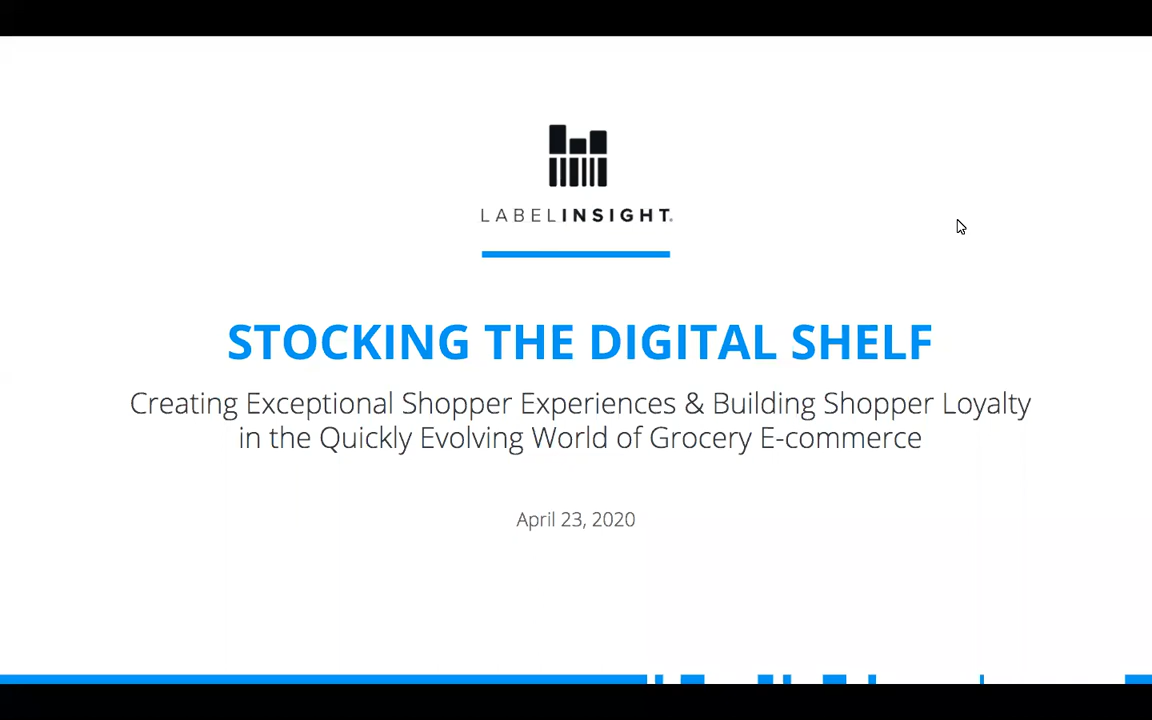 LABELINSIGHT®
STOCKING THE DIGITAL SHELF
Creating Exceptional Shopper Experiences & Building Shopper Loyalty
in the Quickly Evolving World of Grocery E-commerce
April 23, 2020